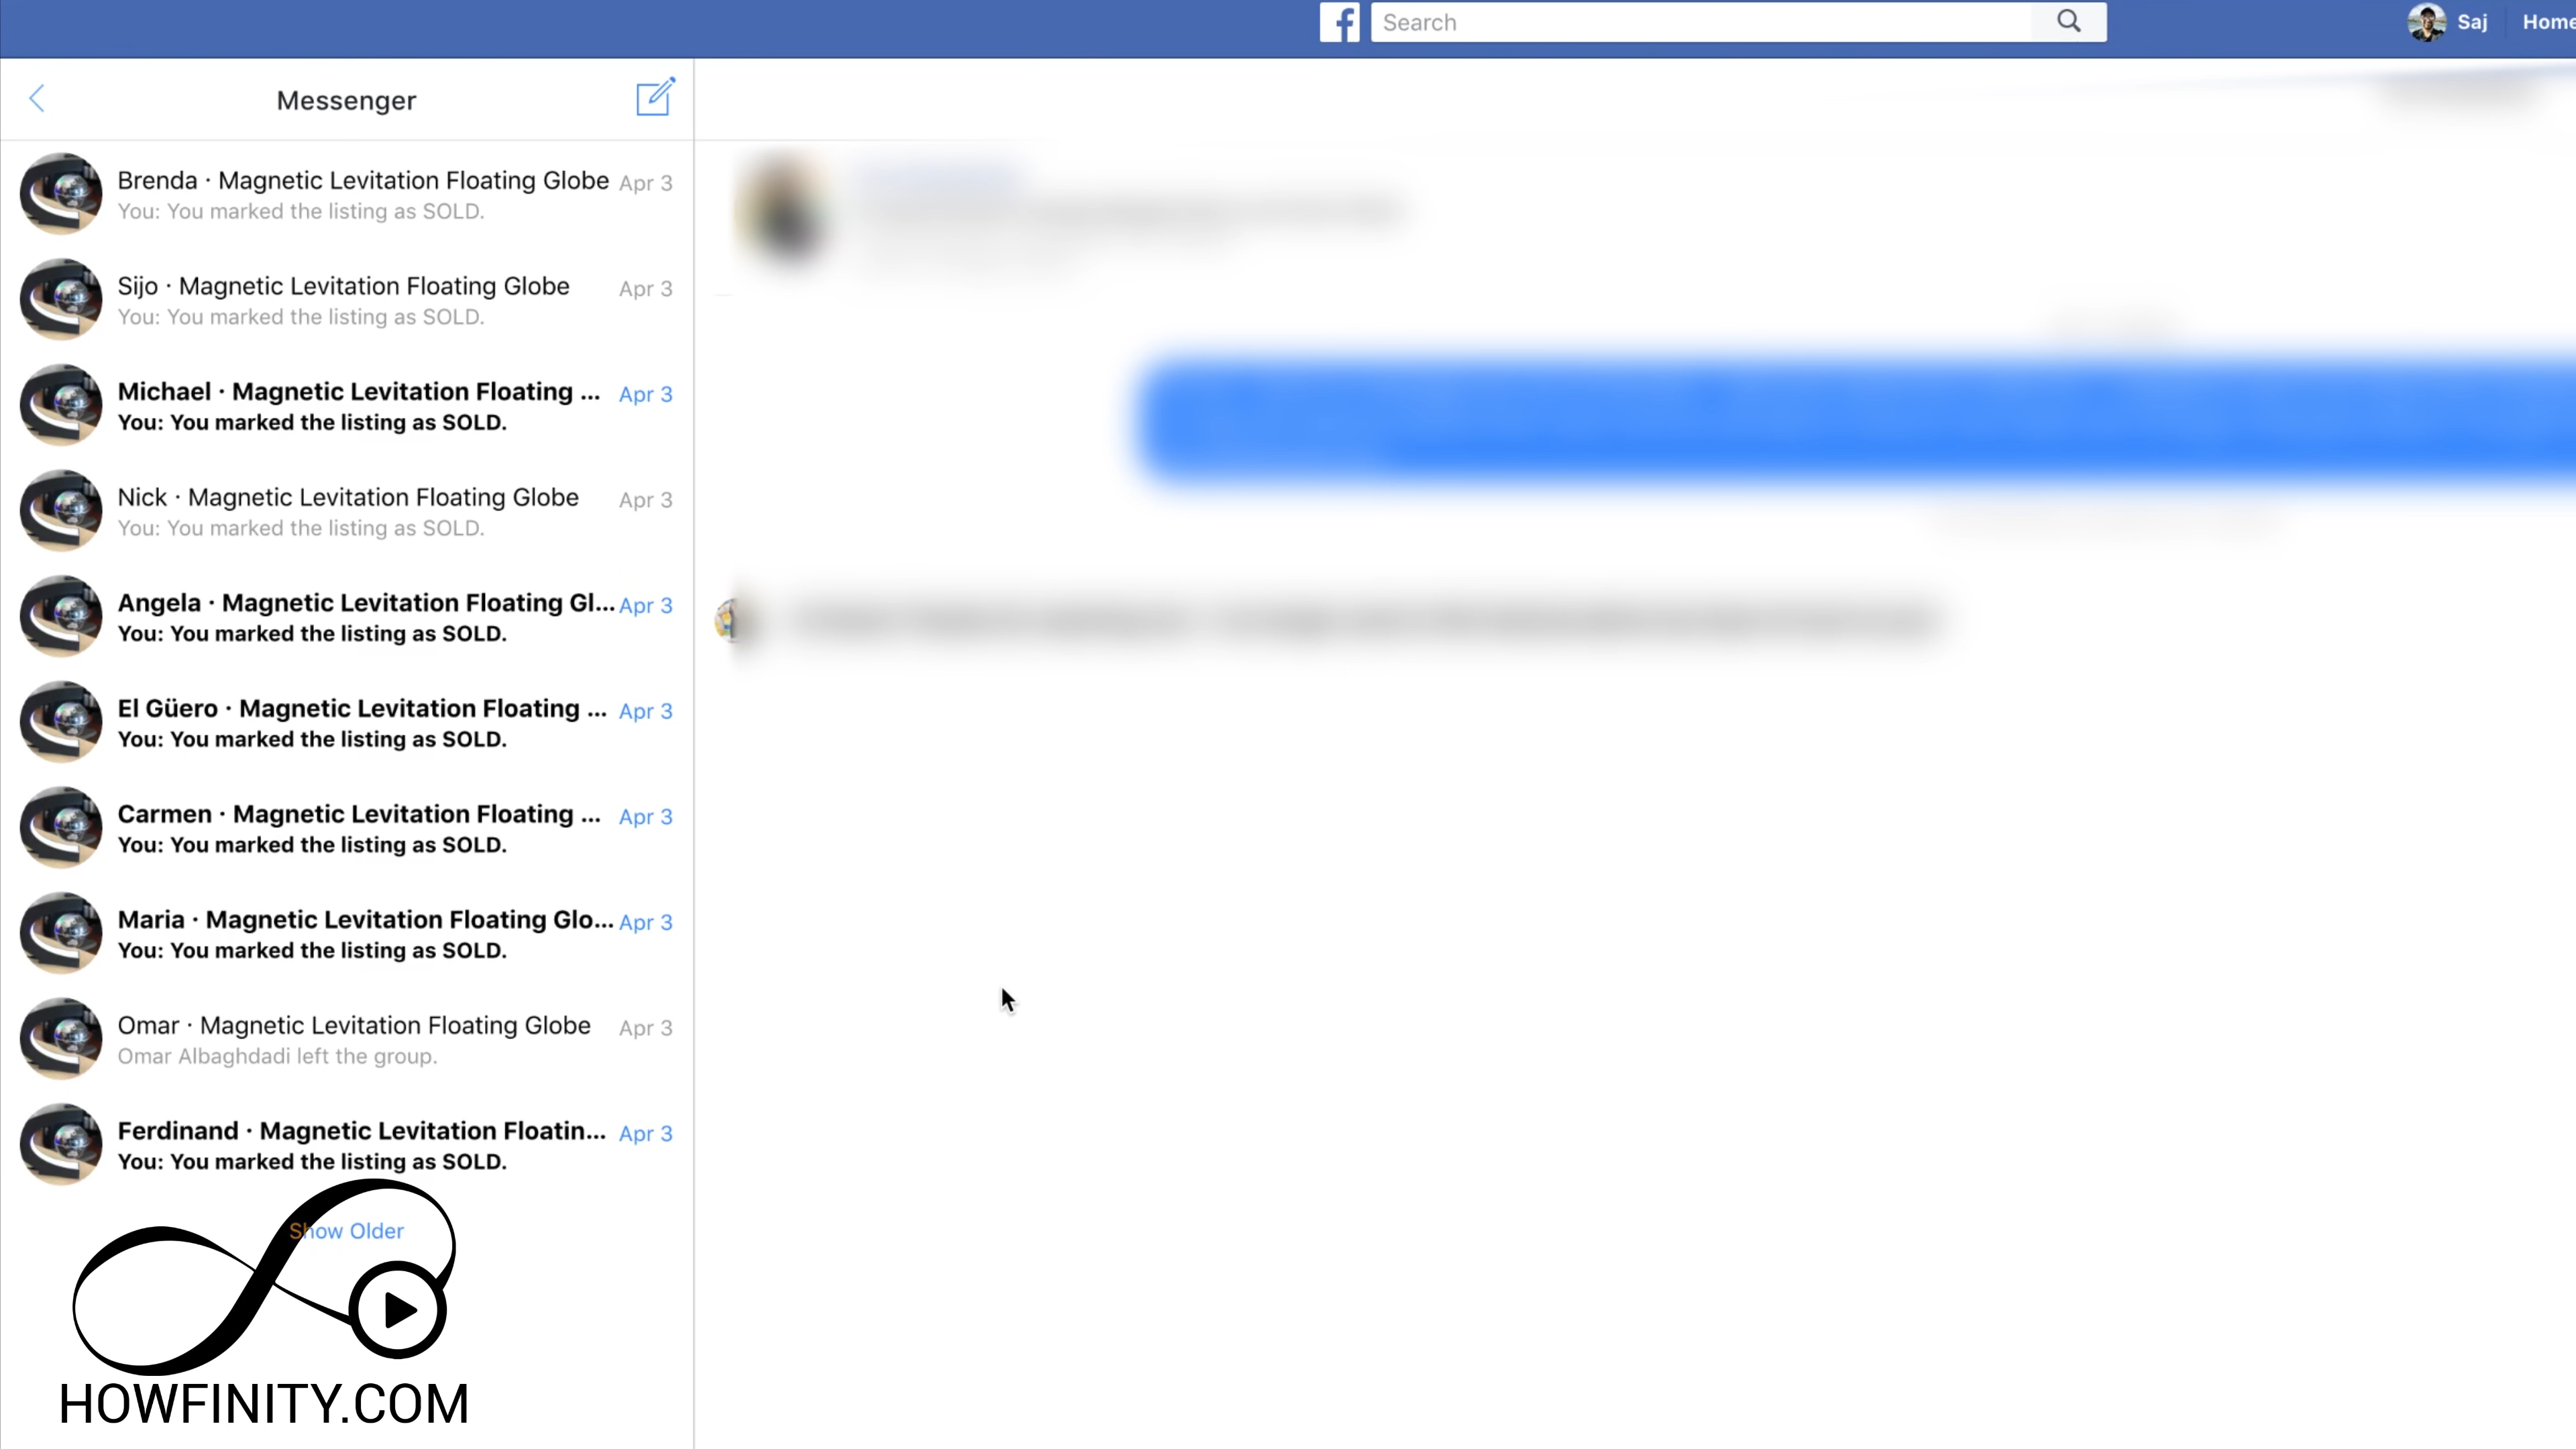 Search
Saj
Home
Messenger
Brenda · Magnetic Levitation Floating Globe Apr 3
You: You marked the listing as SOLD.
Sijo · Magnetic Levitation Floating Globe Apr 3
You: You marked the listing as SOLD.
Michael · Magnetic Levitation Floating ... Apr 3
You: You marked the listing as SOLD.
Nick · Magnetic Levitation Floating Globe Apr 3
You: You marked the listing as SOLD.
Angela · Magnetic Levitation Floating Gl... Apr 3
You: You marked the listing as SOLD.
El Güero · Magnetic Levitation Floating ... Apr 3
You: You marked the listing as SOLD.
Carmen · Magnetic Levitation Floating ... Apr 3
You: You marked the listing as SOLD.
Maria · Magnetic Levitation Floating Glo... Apr 3
You: You marked the listing as SOLD.
Omar · Magnetic Levitation Floating Globe Apr 3
Omar Albaghdadi left the group.
Ferdinand · Magnetic Levitation Floatin... Apr 3
You: You marked the listing as SOLD.
Show Older
HOWFINITY.COM